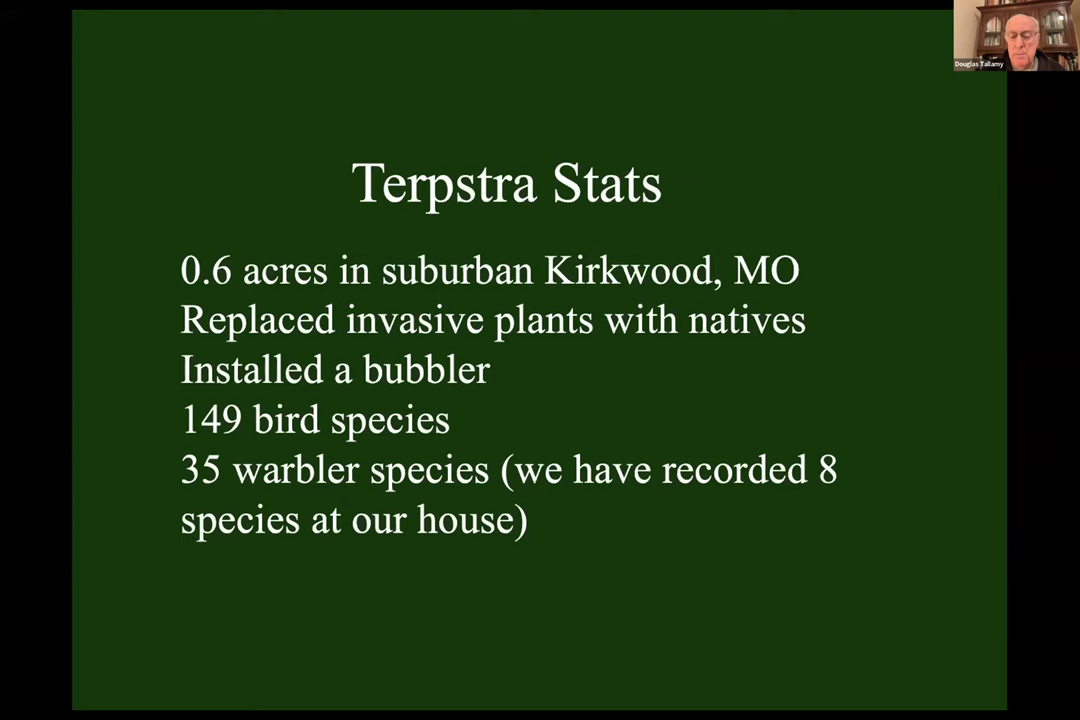 Douglas Tallamy
Terpstra Stats
0.6 acres in suburban Kirkwood, MO
Replaced invasive plants with natives
Installed a bubbler
149 bird species
35 warbler species (we have recorded 8
species at our house)